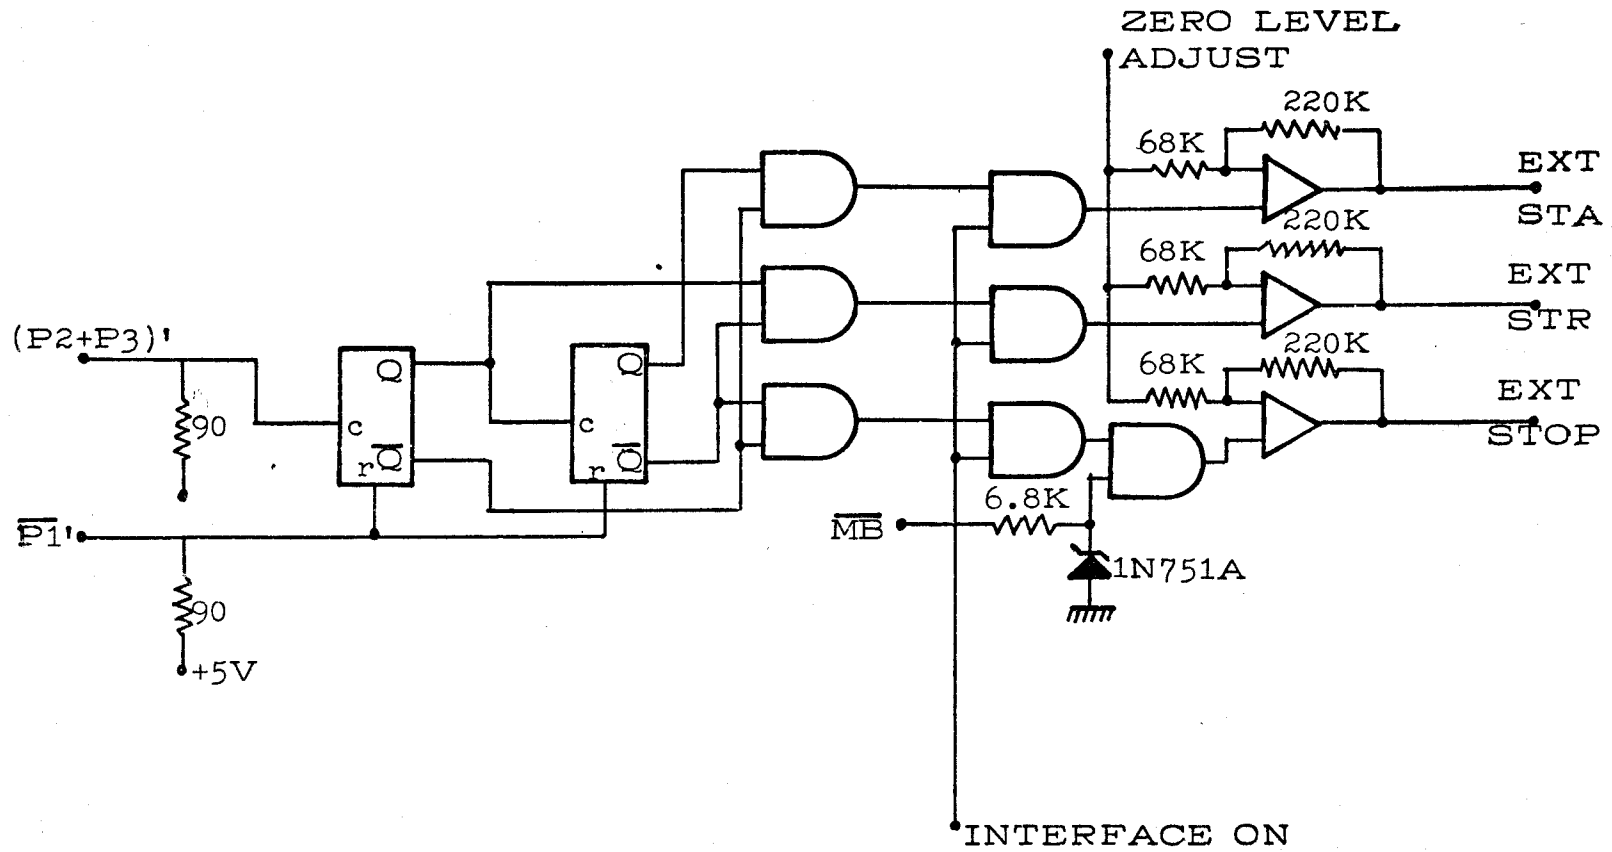 ZERO LEVEL
ADJUST
220K
68K
EXT
STA
220K
68K
EXT
STR
220K
68K
EXT
STOP
(P2+P3)'
90
Q
c
Q̅
r
Q
c
Q̅
r
P̅1̅'
90
+5V
6.8K
M̅B̅
1N751A
INTERFACE ON